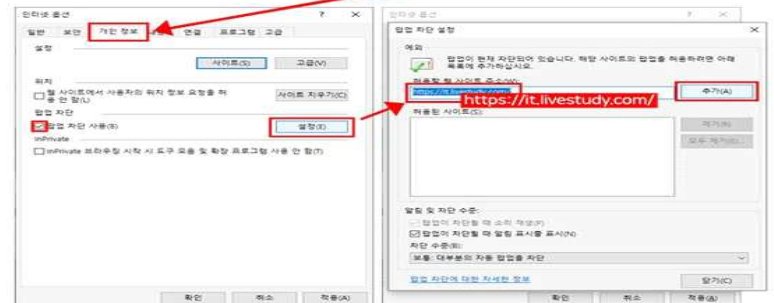 인터넷 옵션
일반 보안 개인 정보 내용 연결 프로그램 고급
설정
사이트(S) 고급(V)
위치
웹 사이트에서 사용자의 위치 정보 요청을 허용 안 함(L)
사이트 지우기(C)
팝업 차단
팝업 차단 사용(B) 설정(E)
InPrivate
InPrivate 브라우징 시작 시 도구 모음 및 확장 프로그램 사용 안 함(T)
확인 취소 적용(A)
인터넷 옵션
팝업 차단 설정
예외
팝업이 현재 차단되어 있습니다. 해당 사이트의 팝업을 허용하려면 아래
목록에 추가하십시오.
허용할 웹 사이트 주소(W):
https://it.livestudy.com/ 추가(A)
https://it.livestudy.com/
허용된 사이트(S):
제거(R)
모두 제거(E)...
알림 및 차단 수준:
팝업이 차단될 때 소리 재생(P)
팝업이 차단될 때 알림 표시줄 표시(N)
차단 수준(B):
보통: 대부분의 자동 팝업을 차단
팝업 차단에 대한 자세한 정보 닫기(C)
확인 취소 적용(A)